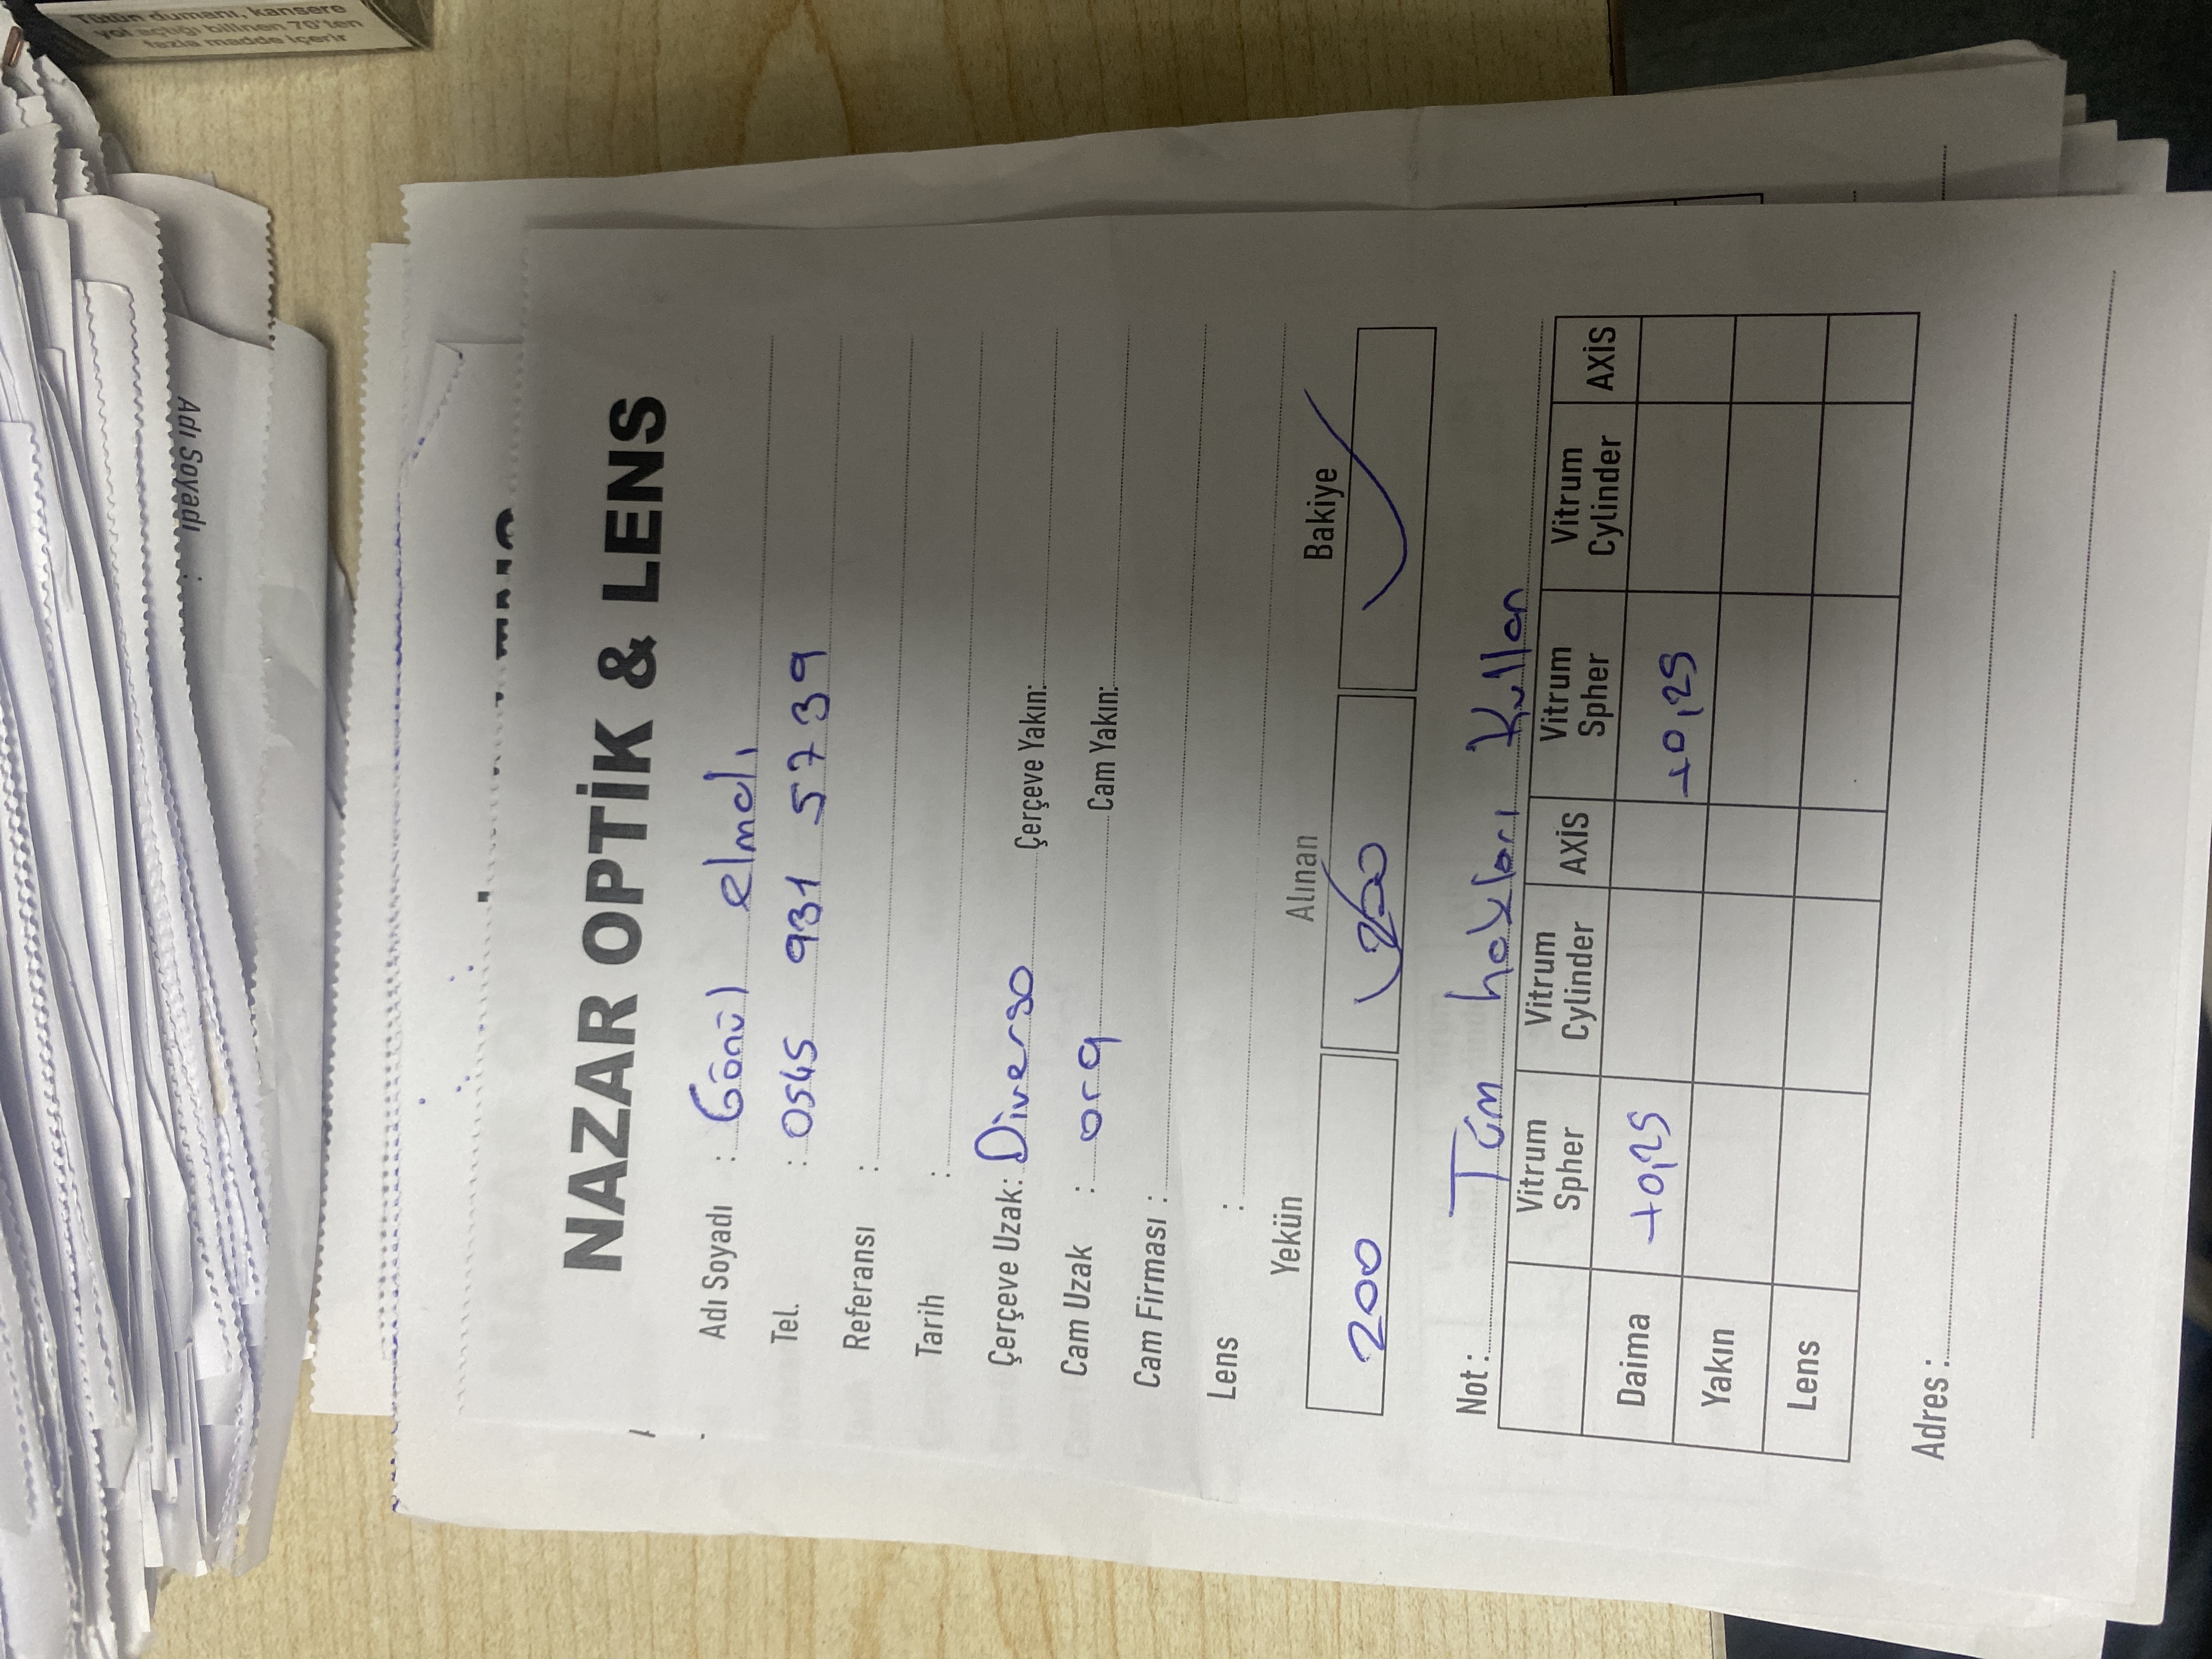 Adı Soyadı :
Tütün dumanı, kansere
yol açtığı bilinen 70'ten
fazla madde içerir
NAZAR OPTİK & LENS
Adı Soyadı : Gönül elmalı
Tel. : 0545 931 5739
Referansı :
Tarih :
Çerçeve Uzak: Diverso Çerçeve Yakın:
Cam Uzak : org Cam Yakın:
Cam Firması :
Lens :
Yekün Alınan Bakiye
200 200
Not : Tüm hakları Kullan
Vitrum Spher Vitrum Cylinder AXİS Vitrum Spher Vitrum Cylinder AXİS
Daima +0,25 +0,25
Yakın
Lens
Adres :